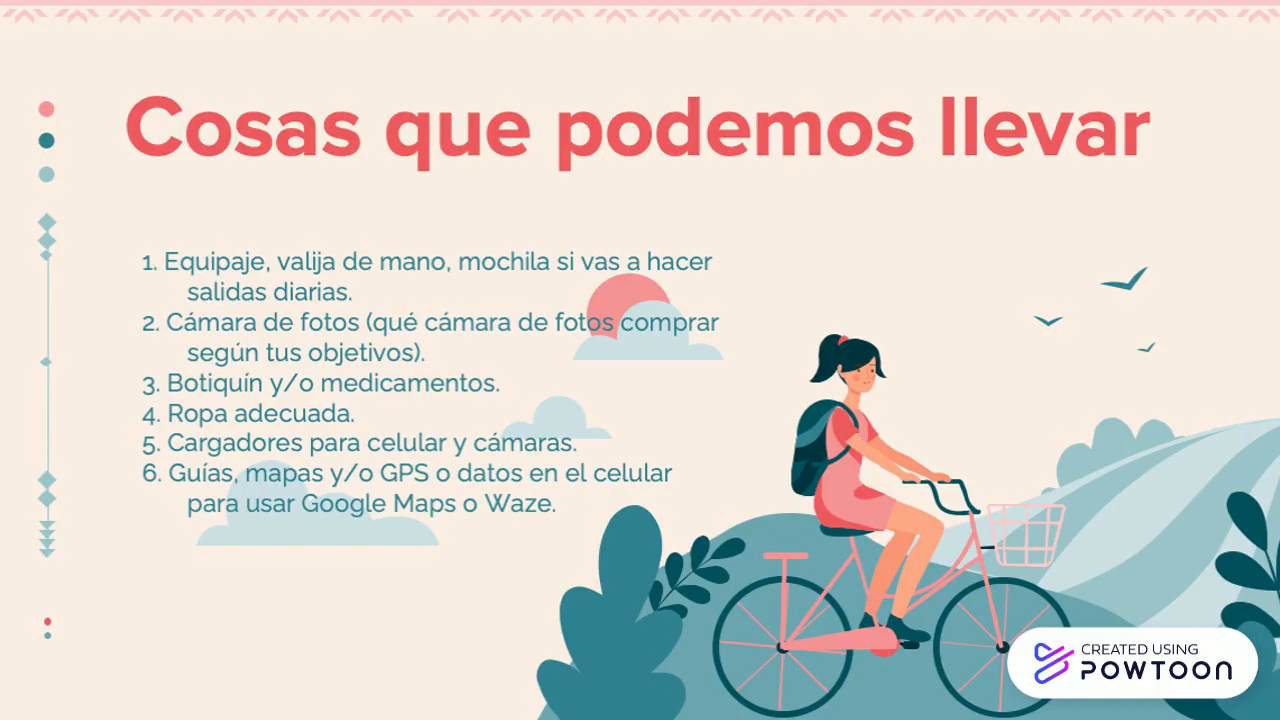 Cosas que podemos llevar
1. Equipaje, valija de mano, mochila si vas a hacer
salidas diarias.
2. Cámara de fotos (qué cámara de fotos comprar
según tus objetivos).
3. Botiquín y/o medicamentos.
4. Ropa adecuada.
5. Cargadores para celular y cámaras.
6. Guías, mapas y/o GPS o datos en el celular
para usar Google Maps o Waze.
CREATED USING
POWTOON